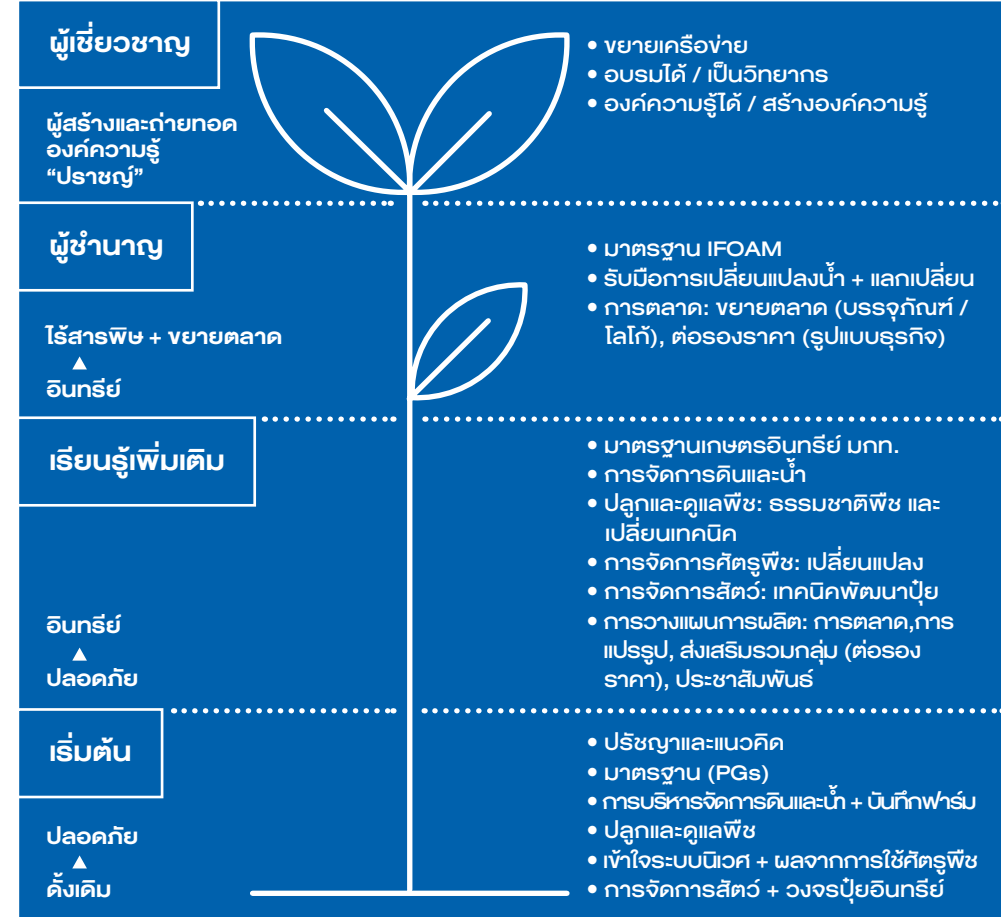 ผู้เชี่ยวชาญ
ผู้สร้างและถ่ายทอด
องค์ความรู้
“ปราชญ์”
• ขยายเครือข่าย
• อบรมได้ / เป็นวิทยากร
• องค์ความรู้ได้ / สร้างองค์ความรู้
ผู้ชำนาญ
ไร้สารพิษ + ขยายตลาด
▲
อินทรีย์
• มาตรฐาน IFOAM
• รับมือการเปลี่ยนแปลงน้ำ + แลกเปลี่ยน
• การตลาด: ขยายตลาด (บรรจุภัณฑ์ /
โลโก้), ต่อรองราคา (รูปแบบธุรกิจ)
เรียนรู้เพิ่มเติม
อินทรีย์
▲
ปลอดภัย
• มาตรฐานเกษตรอินทรีย์ มกท.
• การจัดการดินและน้ำ
• ปลูกและดูแลพืช: ธรรมชาติพืช และ
เปลี่ยนเทคนิค
• การจัดการศัตรูพืช: เปลี่ยนแปลง
• การจัดการสัตว์: เทคนิคพัฒนาปุ๋ย
• การวางแผนการผลิต: การตลาด,การ
แปรรูป, ส่งเสริมรวมกลุ่ม (ต่อรอง
ราคา), ประชาสัมพันธ์
เริ่มต้น
ปลอดภัย
▲
ดั้งเดิม
• ปรัชญาและแนวคิด
• มาตรฐาน (PGs)
• การบริหารจัดการดินและน้ำ + บันทึกฟาร์ม
• ปลูกและดูแลพืช
• เข้าใจระบบนิเวศ + ผลจากการใช้ศัตรูพืช
• การจัดการสัตว์ + วงจรปุ๋ยอินทรีย์